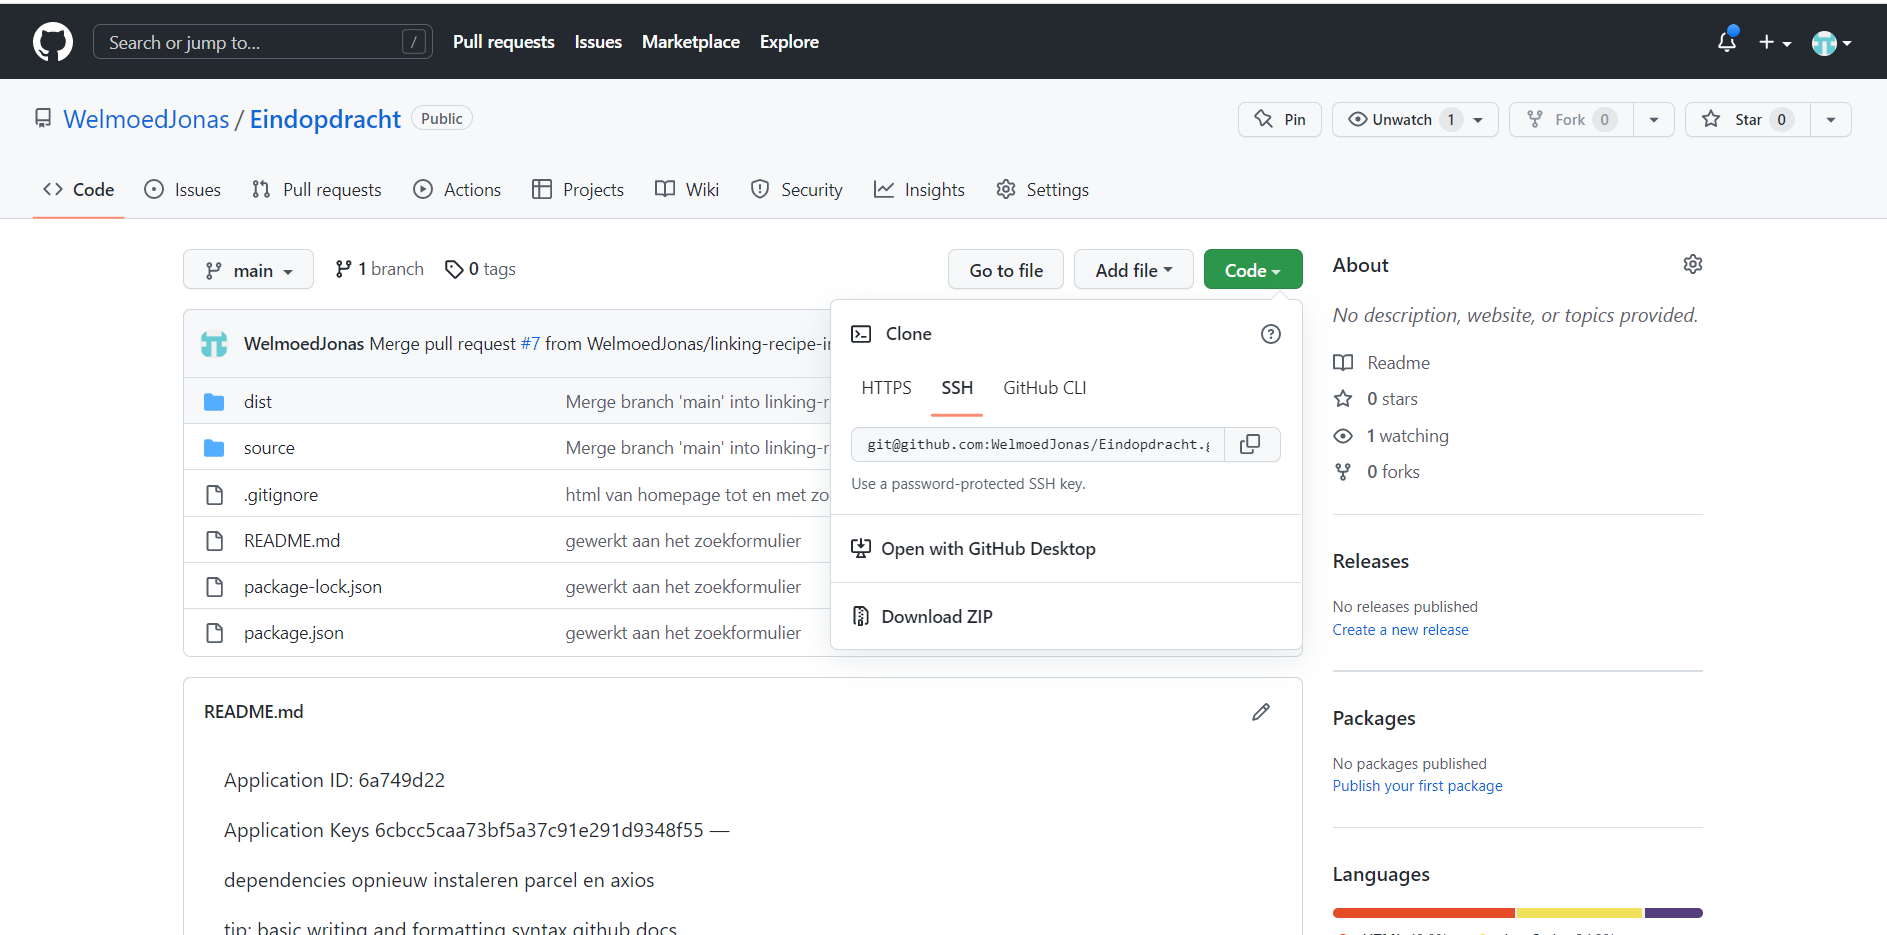 Search or jump to... / Pull requests Issues Marketplace Explore
WelmoedJonas / Eindopdracht Public Pin Unwatch 1 Fork 0 Star 0
Code Issues Pull requests Actions Projects Wiki Security Insights Settings
main 1 branch 0 tags Go to file Add file Code
WelmoedJonas Merge pull request #7 from WelmoedJonas/linking-recipe-in
dist Merge branch 'main' into linking-r
source Merge branch 'main' into linking-r
.gitignore html van homepage tot en met zo
README.md gewerkt aan het zoekformulier
package-lock.json gewerkt aan het zoekformulier
package.json gewerkt aan het zoekformulier
Clone
HTTPS SSH GitHub CLI
git@github.com:WelmoedJonas/Eindopdracht.g
Use a password-protected SSH key.
Open with GitHub Desktop
Download ZIP
README.md
Application ID: 6a749d22
Application Keys 6cbcc5caa73bf5a37c91e291d9348f55 —
dependencies opnieuw instaleren parcel en axios
tip: basic writing and formatting syntax github docs
About
No description, website, or topics provided.
Readme
0 stars
1 watching
0 forks
Releases
No releases published
Create a new release
Packages
No packages published
Publish your first package
Languages